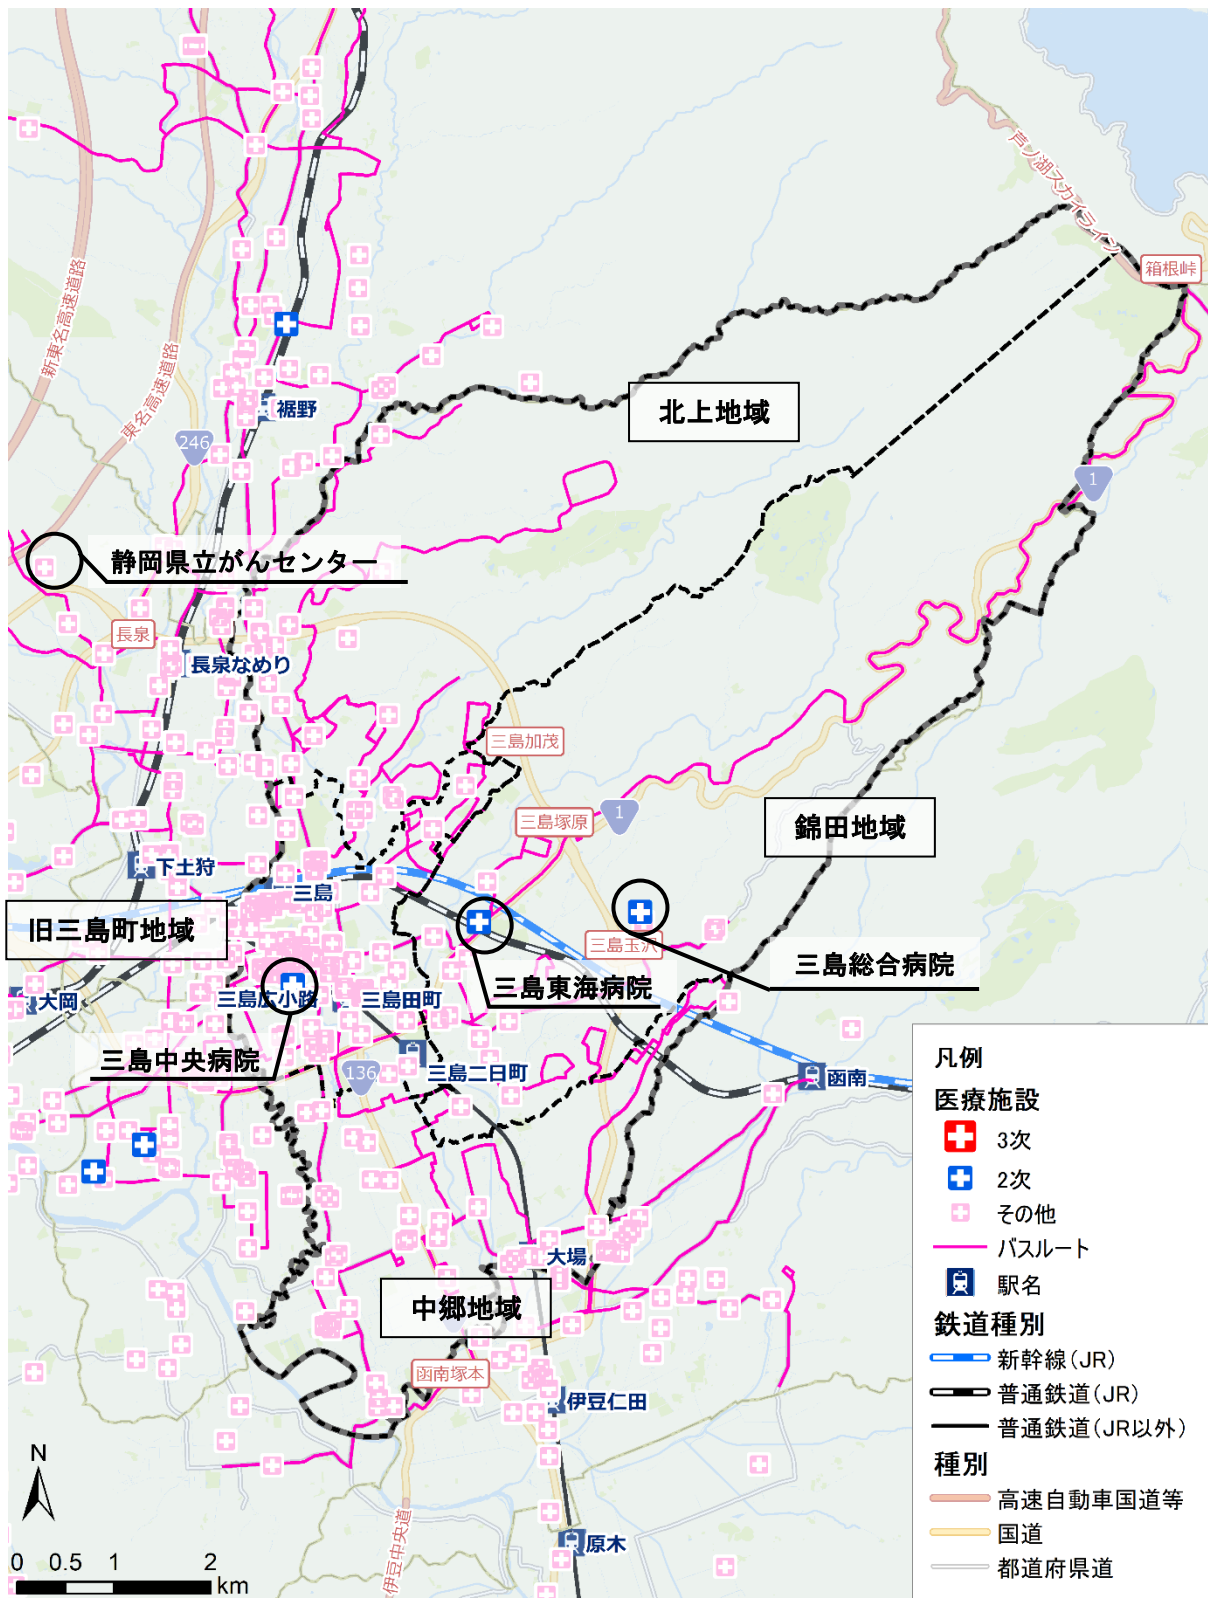 芦ノ湖スカイライン
箱根峠
新東名高速道路
東名高速道路
裾野
246
北上地域
1
静岡県立がんセンター
長泉
長泉なめり
三島加茂
三島塚原
1
錦田地域
下土狩
三島
旧三島町地域
三島玉沢
三島総合病院
三島東海病院
大岡
三島広小路
三島田町
三島中央病院
136
三島二日町
函南
大場
中郷地域
函南塚本
伊豆仁田
伊豆中央道
原木
N
0 0.5 1 2
km
凡例
医療施設
3次
2次
その他
バスルート
駅名
鉄道種別
新幹線(JR)
普通鉄道(JR)
普通鉄道(JR以外)
種別
高速自動車国道等
国道
都道府県道